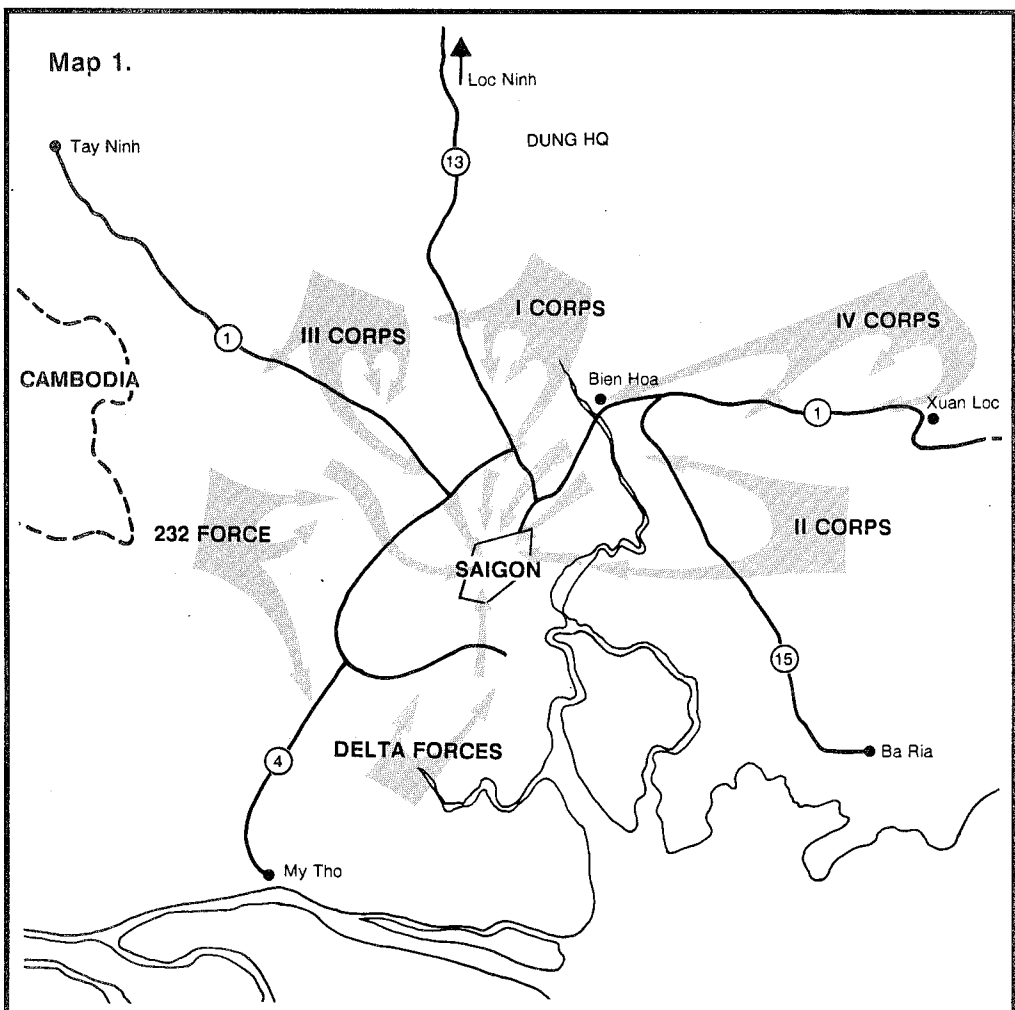 Map 1.
Loc Ninh
DUNG HQ
Tay Ninh
13
I CORPS
III CORPS
IV CORPS
1
CAMBODIA
Bien Hoa
Xuan Loc
1
232 FORCE
II CORPS
SAIGON
15
DELTA FORCES
Ba Ria
4
My Tho